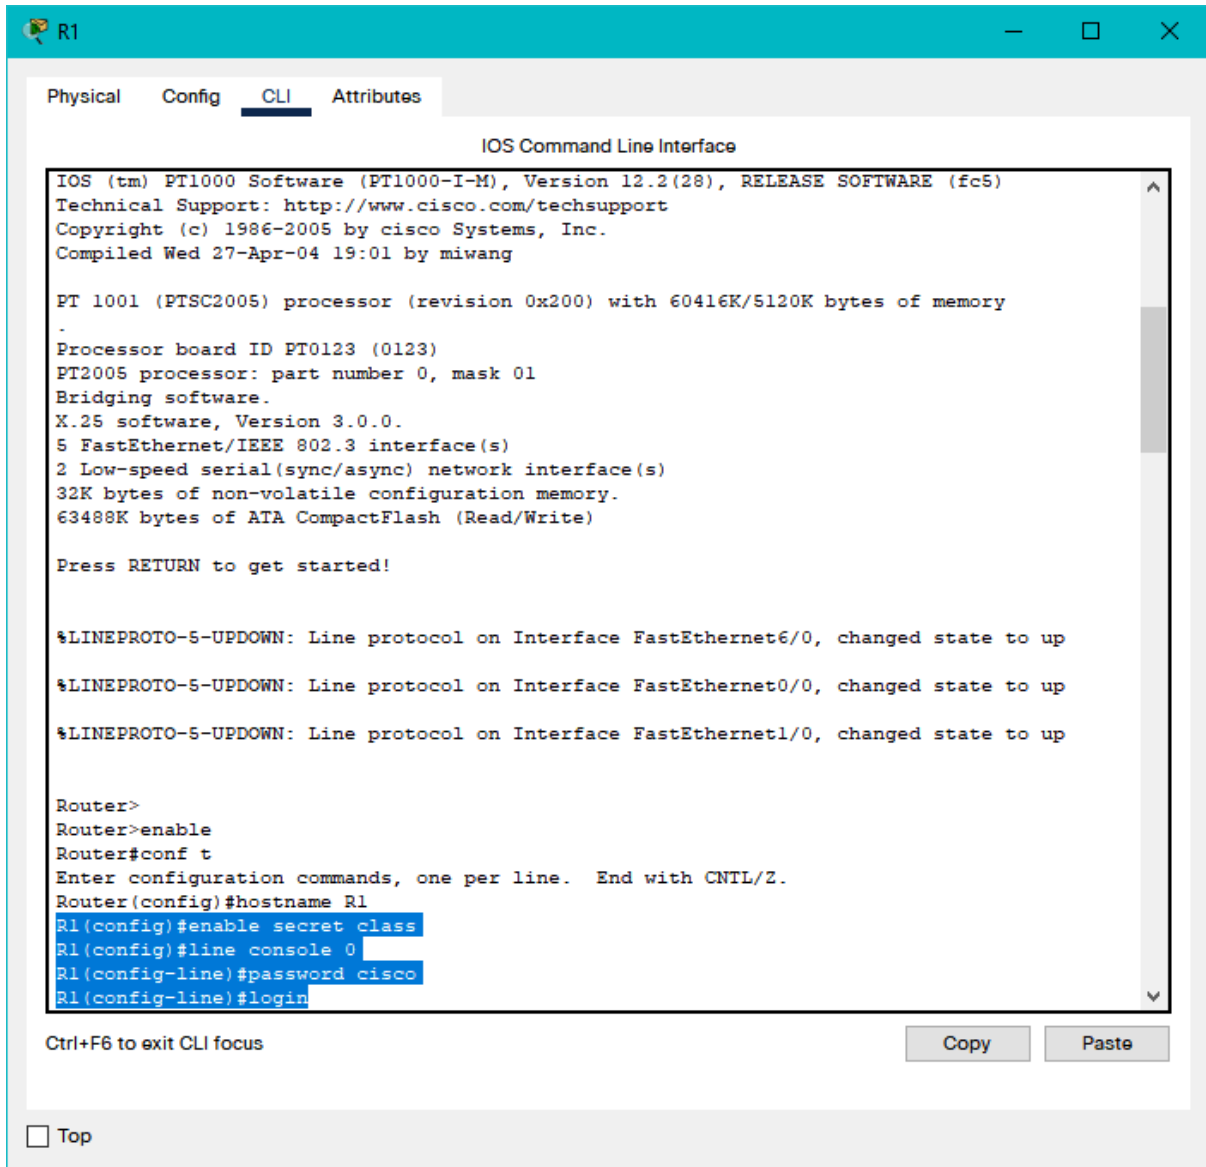 R1
Physical Config CLI Attributes
IOS Command Line Interface
IOS (tm) PT1000 Software (PT1000-I-M), Version 12.2(28), RELEASE SOFTWARE (fc5)
Technical Support: http://www.cisco.com/techsupport
Copyright (c) 1986-2005 by cisco Systems, Inc.
Compiled Wed 27-Apr-04 19:01 by miwang
PT 1001 (PTSC2005) processor (revision 0x200) with 60416K/5120K bytes of memory
.
Processor board ID PT0123 (0123)
PT2005 processor: part number 0, mask 01
Bridging software.
X.25 software, Version 3.0.0.
5 FastEthernet/IEEE 802.3 interface(s)
2 Low-speed serial(sync/async) network interface(s)
32K bytes of non-volatile configuration memory.
63488K bytes of ATA CompactFlash (Read/Write)
Press RETURN to get started!
%LINEPROTO-5-UPDOWN: Line protocol on Interface FastEthernet6/0, changed state to up
%LINEPROTO-5-UPDOWN: Line protocol on Interface FastEthernet0/0, changed state to up
%LINEPROTO-5-UPDOWN: Line protocol on Interface FastEthernet1/0, changed state to up
Router>
Router>enable
Router#conf t
Enter configuration commands, one per line.  End with CNTL/Z.
Router(config)#hostname R1
R1(config)#enable secret class
R1(config)#line console 0
R1(config-line)#password cisco
R1(config-line)#login
Ctrl+F6 to exit CLI focus
Copy Paste
Top